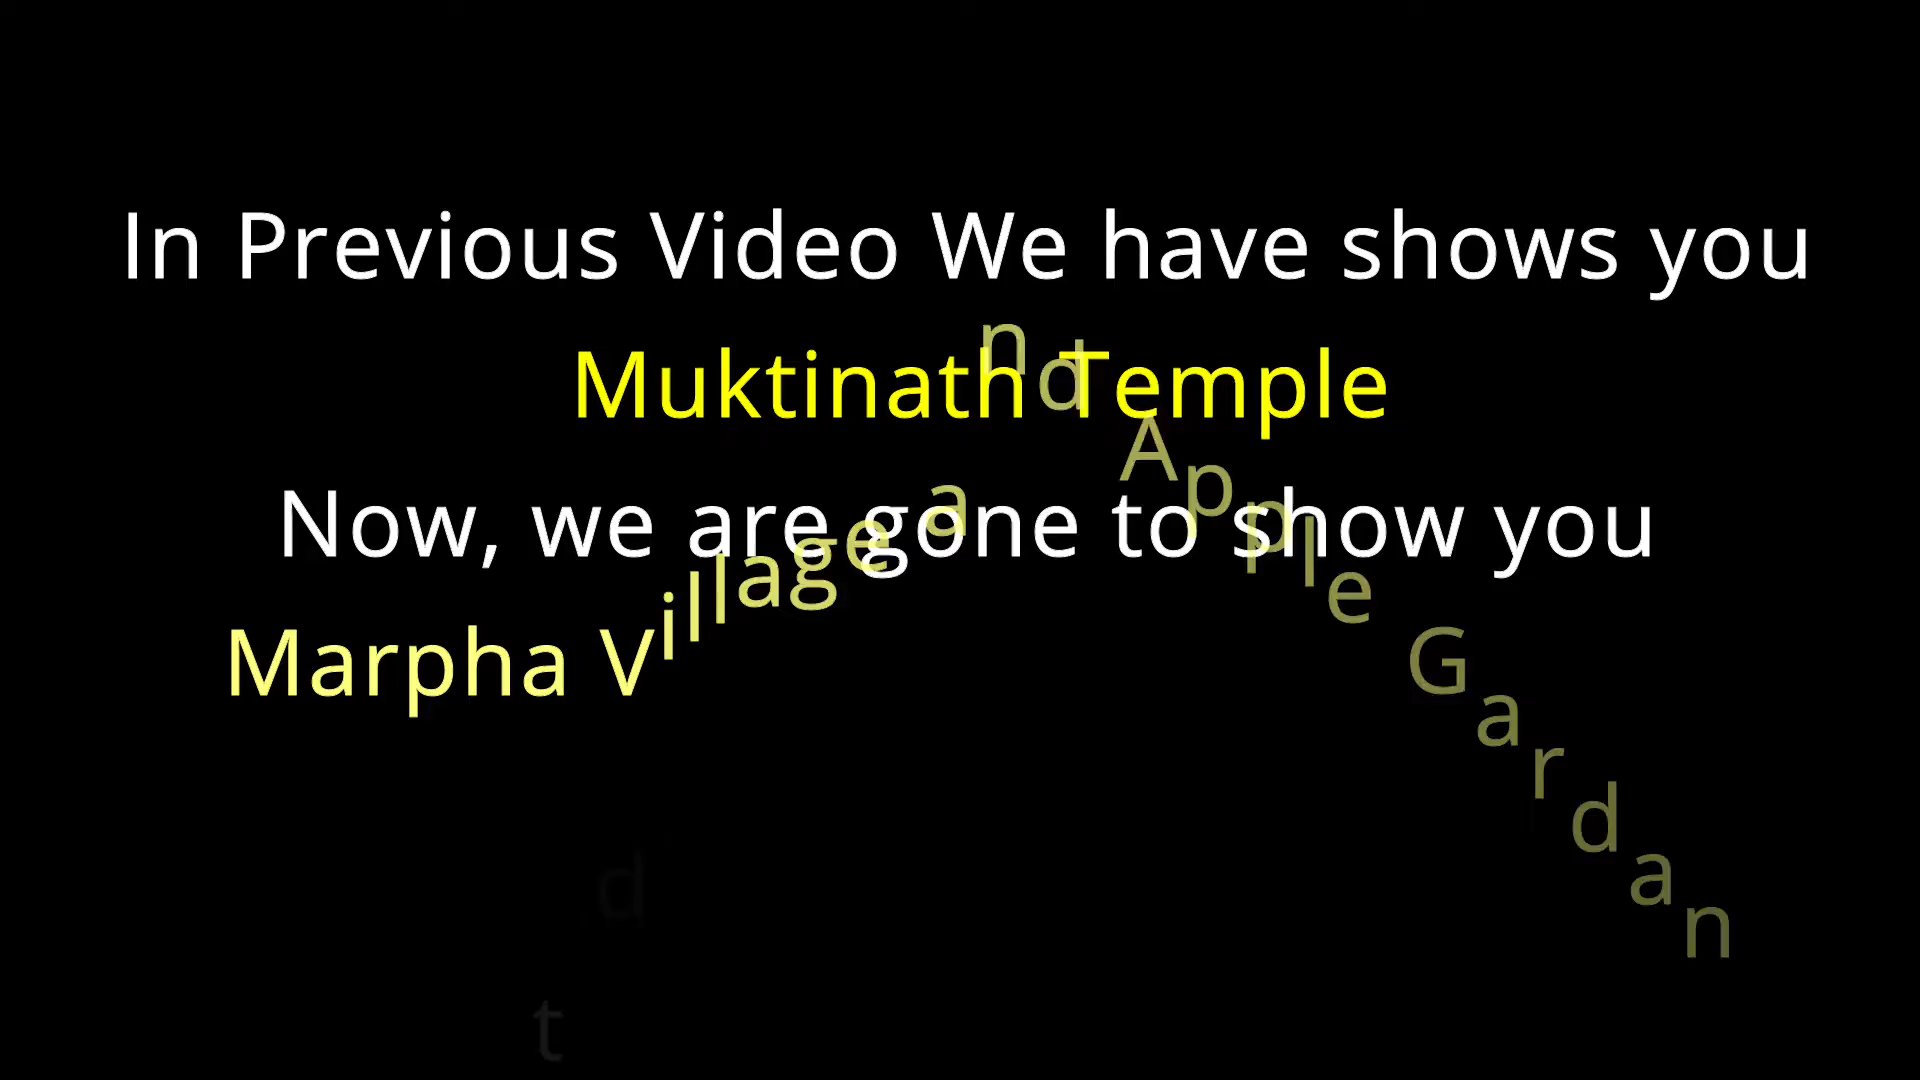 In Previous Video We have shows you
Muktinath Temple
Now, we are gone to show you
Marpha Village and Apple Gardan